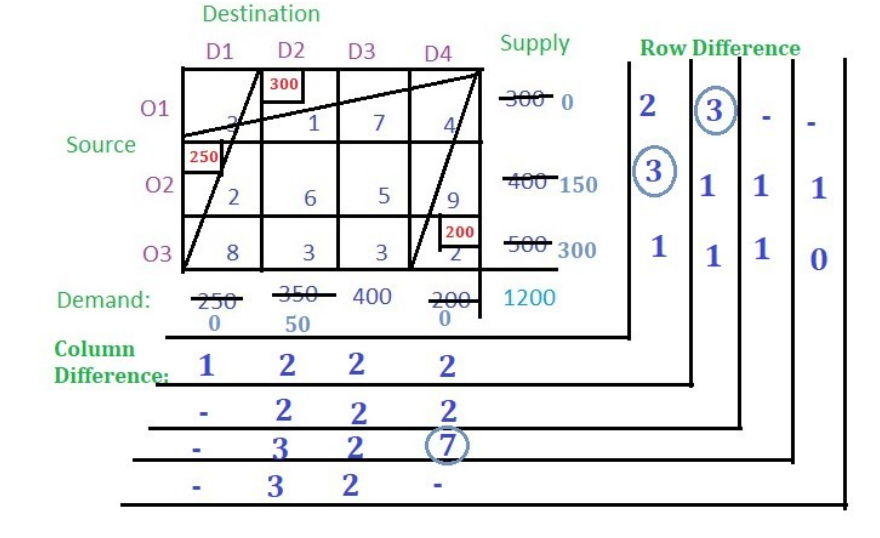 Destination
D1 D2 D3 D4 Supply Row Difference
300
O1 3 1 7 4 300 0 2 3 - -
Source
250
O2 2 6 5 9 400 150 3 1 1 1
200
O3 8 3 3 2 500 300 1 1 1 0
Demand: 250 350 400 200 1200
0 50 0
Column
Difference: 1 2 2 2
- 2 2 2
- 3 2 7
- 3 2 -